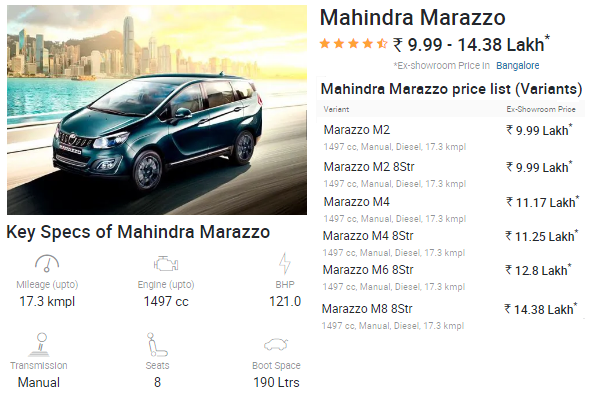 Mahindra Marazzo
₹ 9.99 - 14.38 Lakh*
*Ex-showroom Price in Bangalore
Mahindra Marazzo price list (Variants)
Variant Ex-Showroom Price
Marazzo M2 ₹ 9.99 Lakh*
1497 cc, Manual, Diesel, 17.3 kmpl
Marazzo M2 8Str ₹ 9.99 Lakh*
1497 cc, Manual, Diesel, 17.3 kmpl
Marazzo M4 ₹ 11.17 Lakh*
1497 cc, Manual, Diesel, 17.3 kmpl
Marazzo M4 8Str ₹ 11.25 Lakh*
1497 cc, Manual, Diesel, 17.3 kmpl
Marazzo M6 8Str ₹ 12.8 Lakh*
1497 cc, Manual, Diesel, 17.3 kmpl
Marazzo M8 8Str ₹ 14.38 Lakh*
1497 cc, Manual, Diesel, 17.3 kmpl
Key Specs of Mahindra Marazzo
Mileage (upto) Engine (upto) BHP
17.3 kmpl 1497 cc 121.0
Transmission Seats Boot Space
Manual 8 190 Ltrs